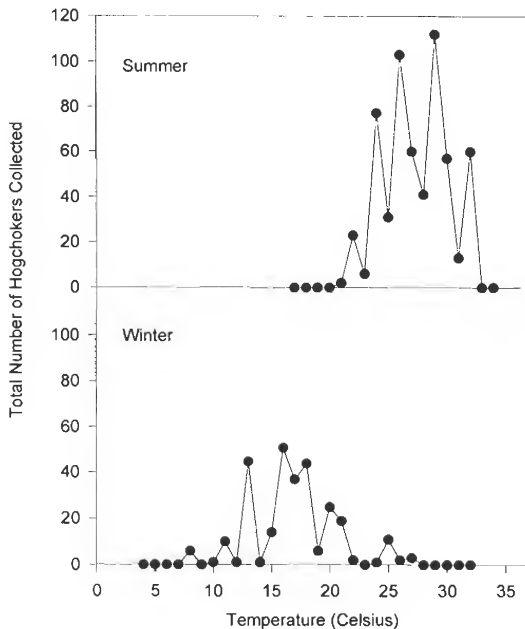 Total Number of Hogchokers Collected
120
100
80
60
40
20
0
Summer
100
80
60
40
20
0
Winter
0 5 10 15 20 25 30 35
Temperature (Celsius)